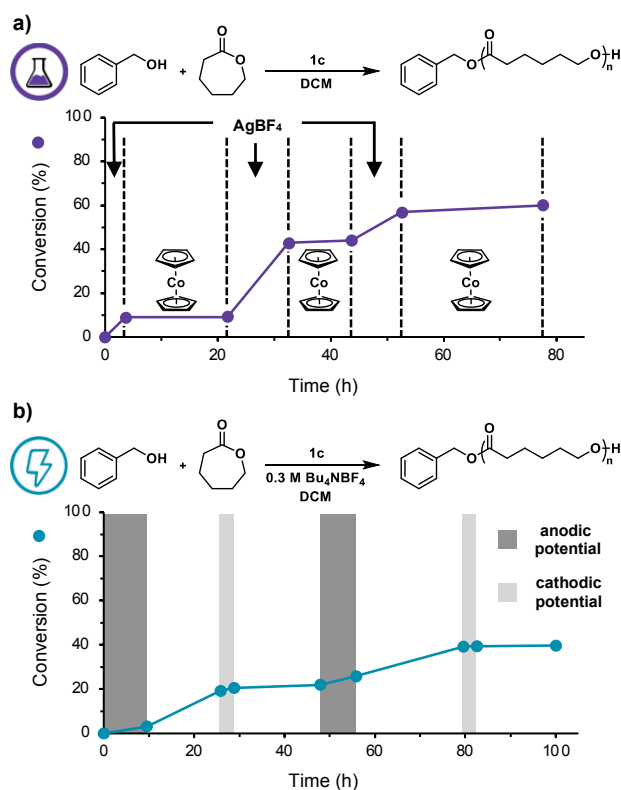 a)
O
OH
+
O
1c
DCM
O
O
O
H
n
100
80
60
40
20
0
Conversion (%)
AgBF₄
Co
Co
Co
0
20
40
60
80
Time (h)
b)
O
OH
+
O
1c
0.3 M Bu₄NBF₄
DCM
O
O
O
H
n
100
80
60
40
20
0
Conversion (%)
anodic
potential
cathodic
potential
0
20
40
60
80
100
Time (h)